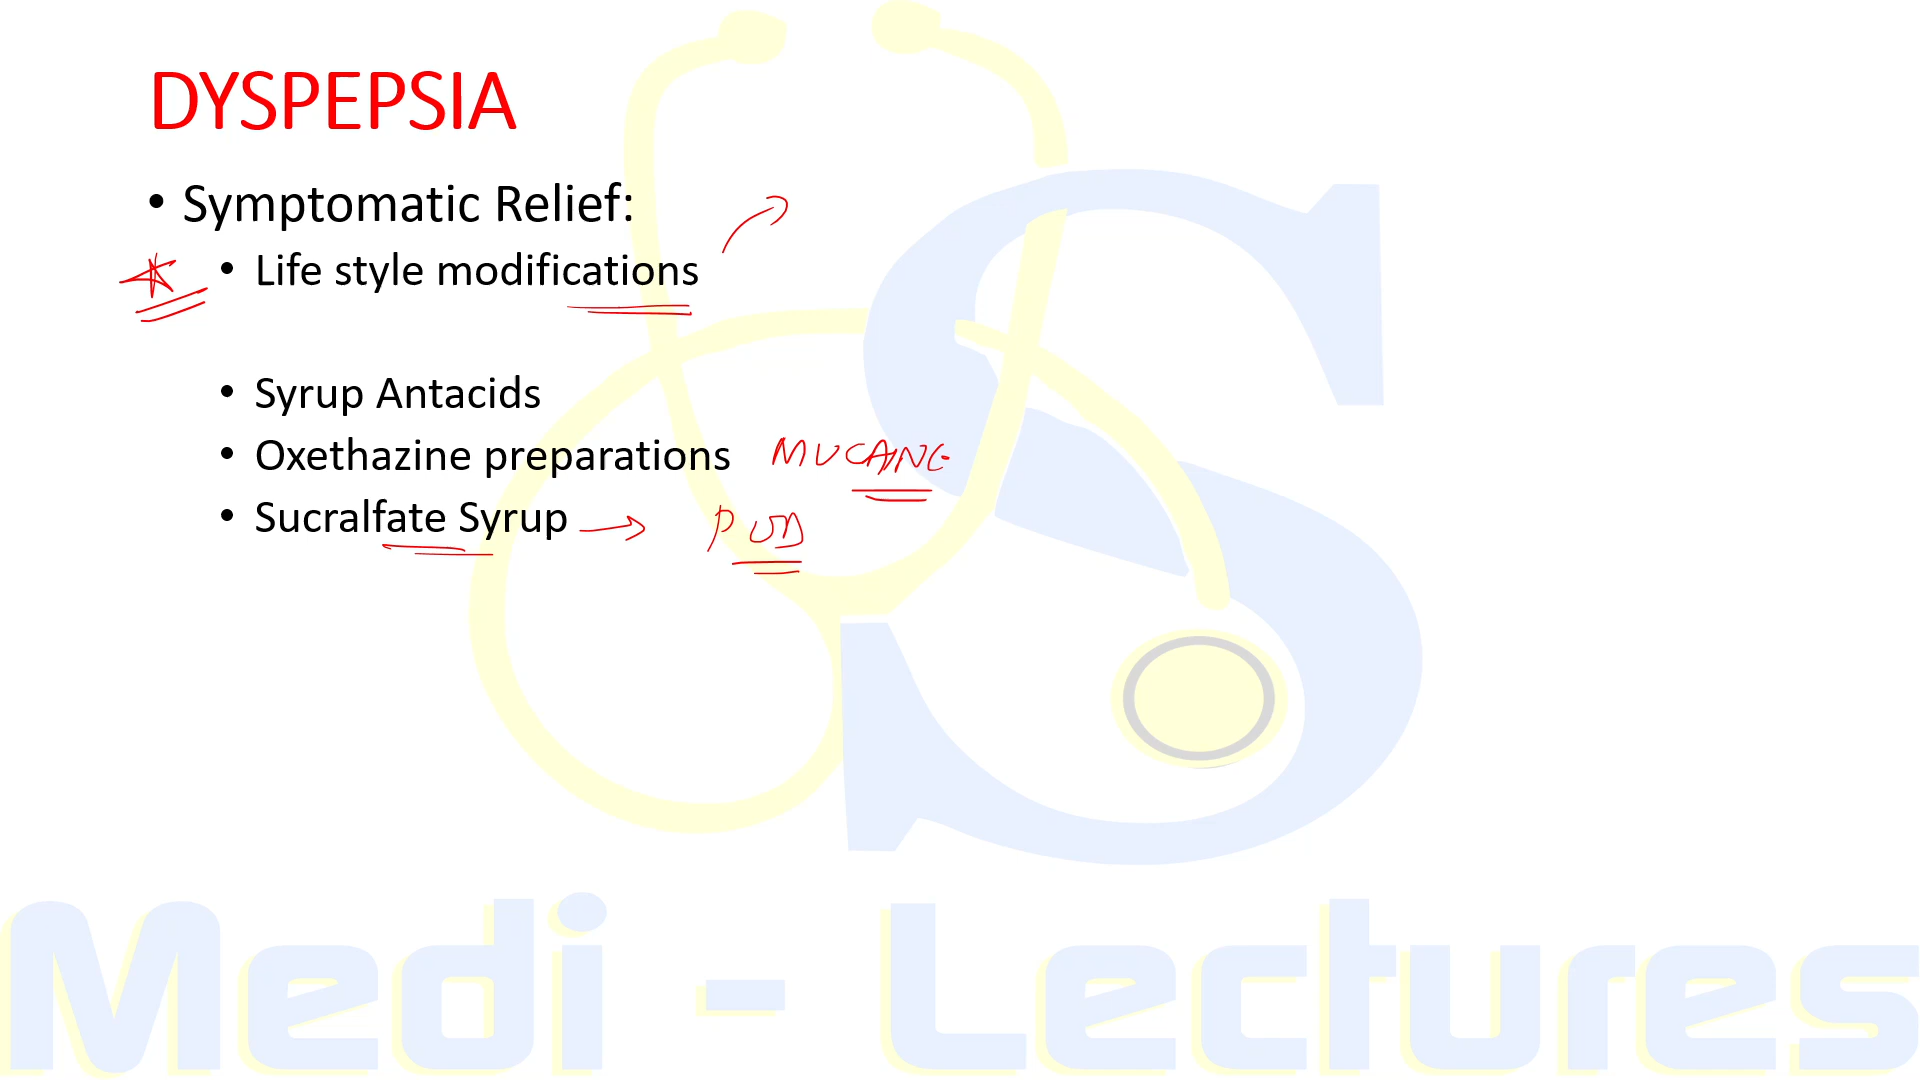 DYSPEPSIA
• Symptomatic Relief:
• Life style modifications
• Syrup Antacids
• Oxethazine preparations MUCAINE
• Sucralfate Syrup → PUD
Medi - Lectures